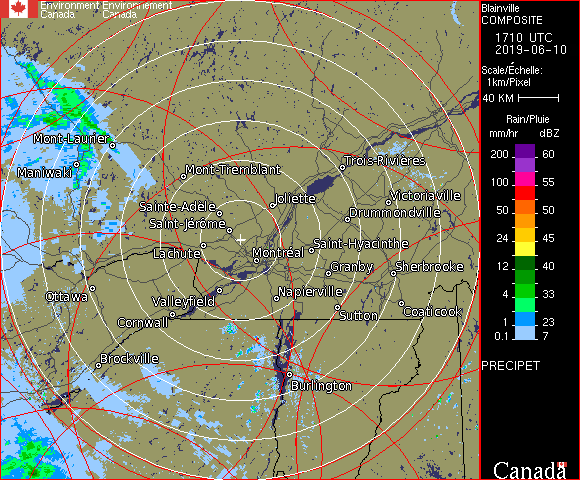 Environment Environnement
Canada Canada
Blainville
COMPOSITE
1710 UTC
2019-06-10
Scale/Échelle:
1km/Pixel
40 KM
Rain/Pluie
mm/hr dBZ
200 60
100 55
50 50
24 45
12 40
4 33
1 23
0.1 7
PRECIPET
Canada
Mont-Laurier
Maniwaki
Mont-Tremblant
Trois-Rivières
Joliette
Victoriaville
Sainte-Adèle
Drummondville
Saint-Jérôme
Saint-Hyacinthe
Lachute
Montréal
Granby
Sherbrooke
Ottawa
Valleyfield
Napierville
Coaticook
Cornwall
Sutton
Brockville
Burlington